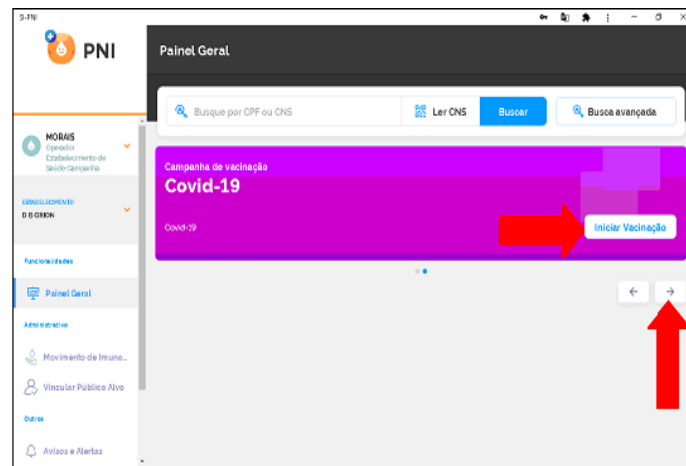 SI-PNI
PNI
Painel Geral
Busque por CPF ou CNS
Ler CNS
Buscar
Busca avançada
MORAIS
Operador
Estabelecimento de
Saúde Campanha
ESTABELECIMENTO
Campanha de vacinação
Covid-19
Covid-19
Iniciar Vacinação
Funcionalidades
Painel Geral
Administrativo
Movimento de Imuno...
Vincular Público Alvo
Outros
Avisos e Alertas